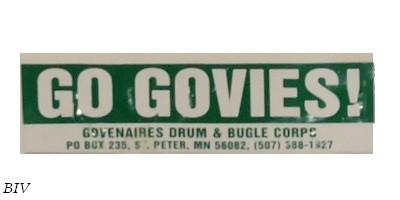 GO GOVIES!
GOVENAIRES DRUM & BUGLE CORPS
PO BOX 235, ST. PETER, MN 56082, (507) 388-1827
BIV